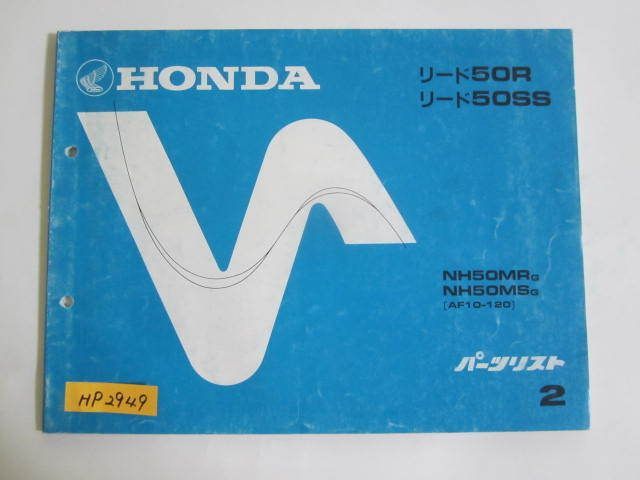 HONDA
リード50R
リード50SS
NH50MRG
NH50MSG
[AF10-120]
パーツリスト
2
HP2949